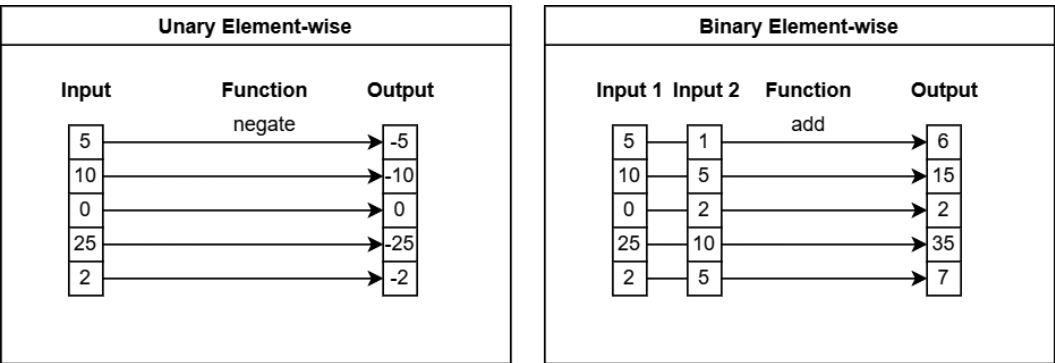 Unary Element-wise
Input Function Output
negate
5 -5
10 -10
0 0
25 -25
2 -2
Binary Element-wise
Input 1 Input 2 Function Output
add
5 1 6
10 5 15
0 2 2
25 10 35
2 5 7